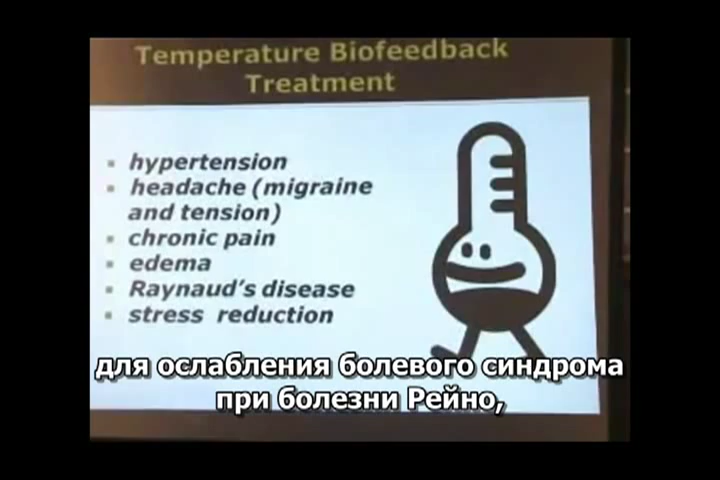 Temperature Biofeedback
Treatment
▪ hypertension
▪ headache (migraine
and tension)
▪ chronic pain
▪ edema
▪ Raynaud's disease
▪ stress reduction
для ослабления болевого синдрома
при болезни Рейно,